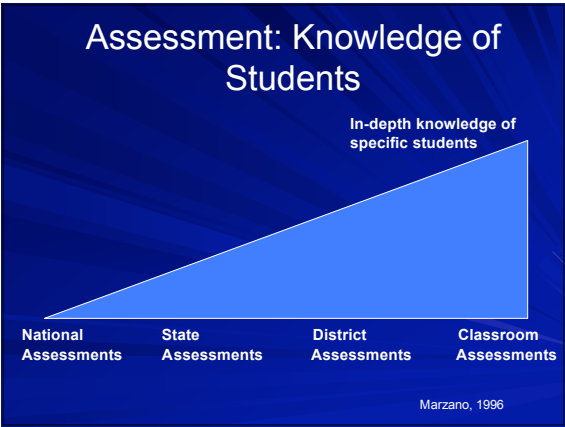 Assessment: Knowledge of
Students
In-depth knowledge of
specific students
National
Assessments
State
Assessments
District
Assessments
Classroom
Assessments
Marzano, 1996